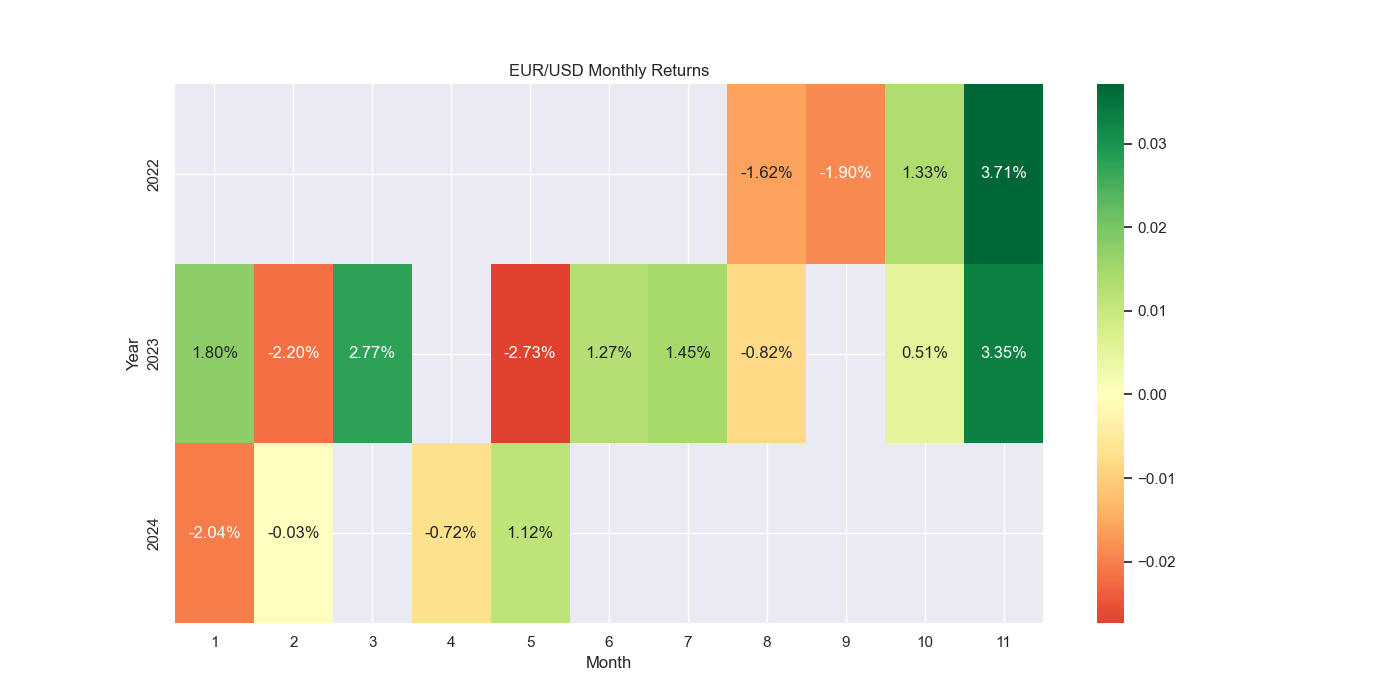 EUR/USD Monthly Returns
2022
-1.62% -1.90% 1.33% 3.71%
Year
2023
1.80% -2.20% 2.77% -2.73% 1.27% 1.45% -0.82% 0.51% 3.35%
2024
-2.04% -0.03% -0.72% 1.12%
1 2 3 4 5 6 7 8 9 10 11
Month
0.03
0.02
0.01
0.00
−0.01
−0.02